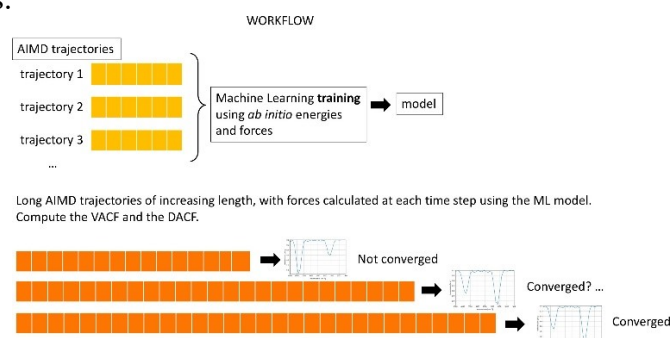 WORKFLOW
AIMD trajectories
trajectory 1
trajectory 2
trajectory 3
...
Machine Learning training
using ab initio energies
and forces
model
Long AIMD trajectories of increasing length, with forces calculated at each time step using the ML model.
Compute the VACF and the DACF.
Not converged
Converged? ...
Converged